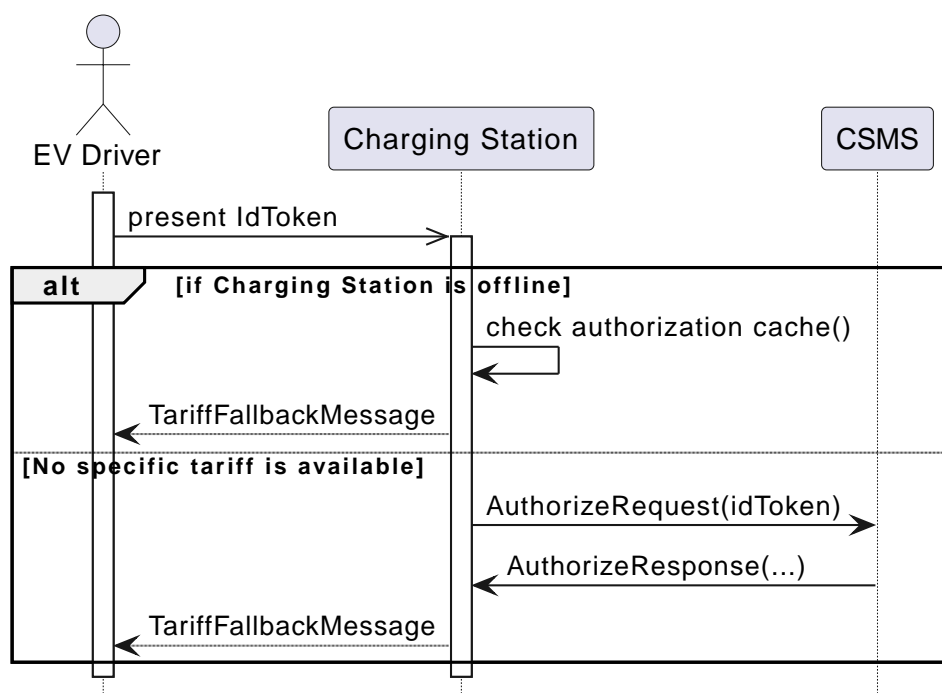 EV Driver
Charging Station
CSMS
present IdToken
alt
[if Charging Station is offline]
check authorization cache()
TariffFallbackMessage
[No specific tariff is available]
AuthorizeRequest(idToken)
AuthorizeResponse(...)
TariffFallbackMessage